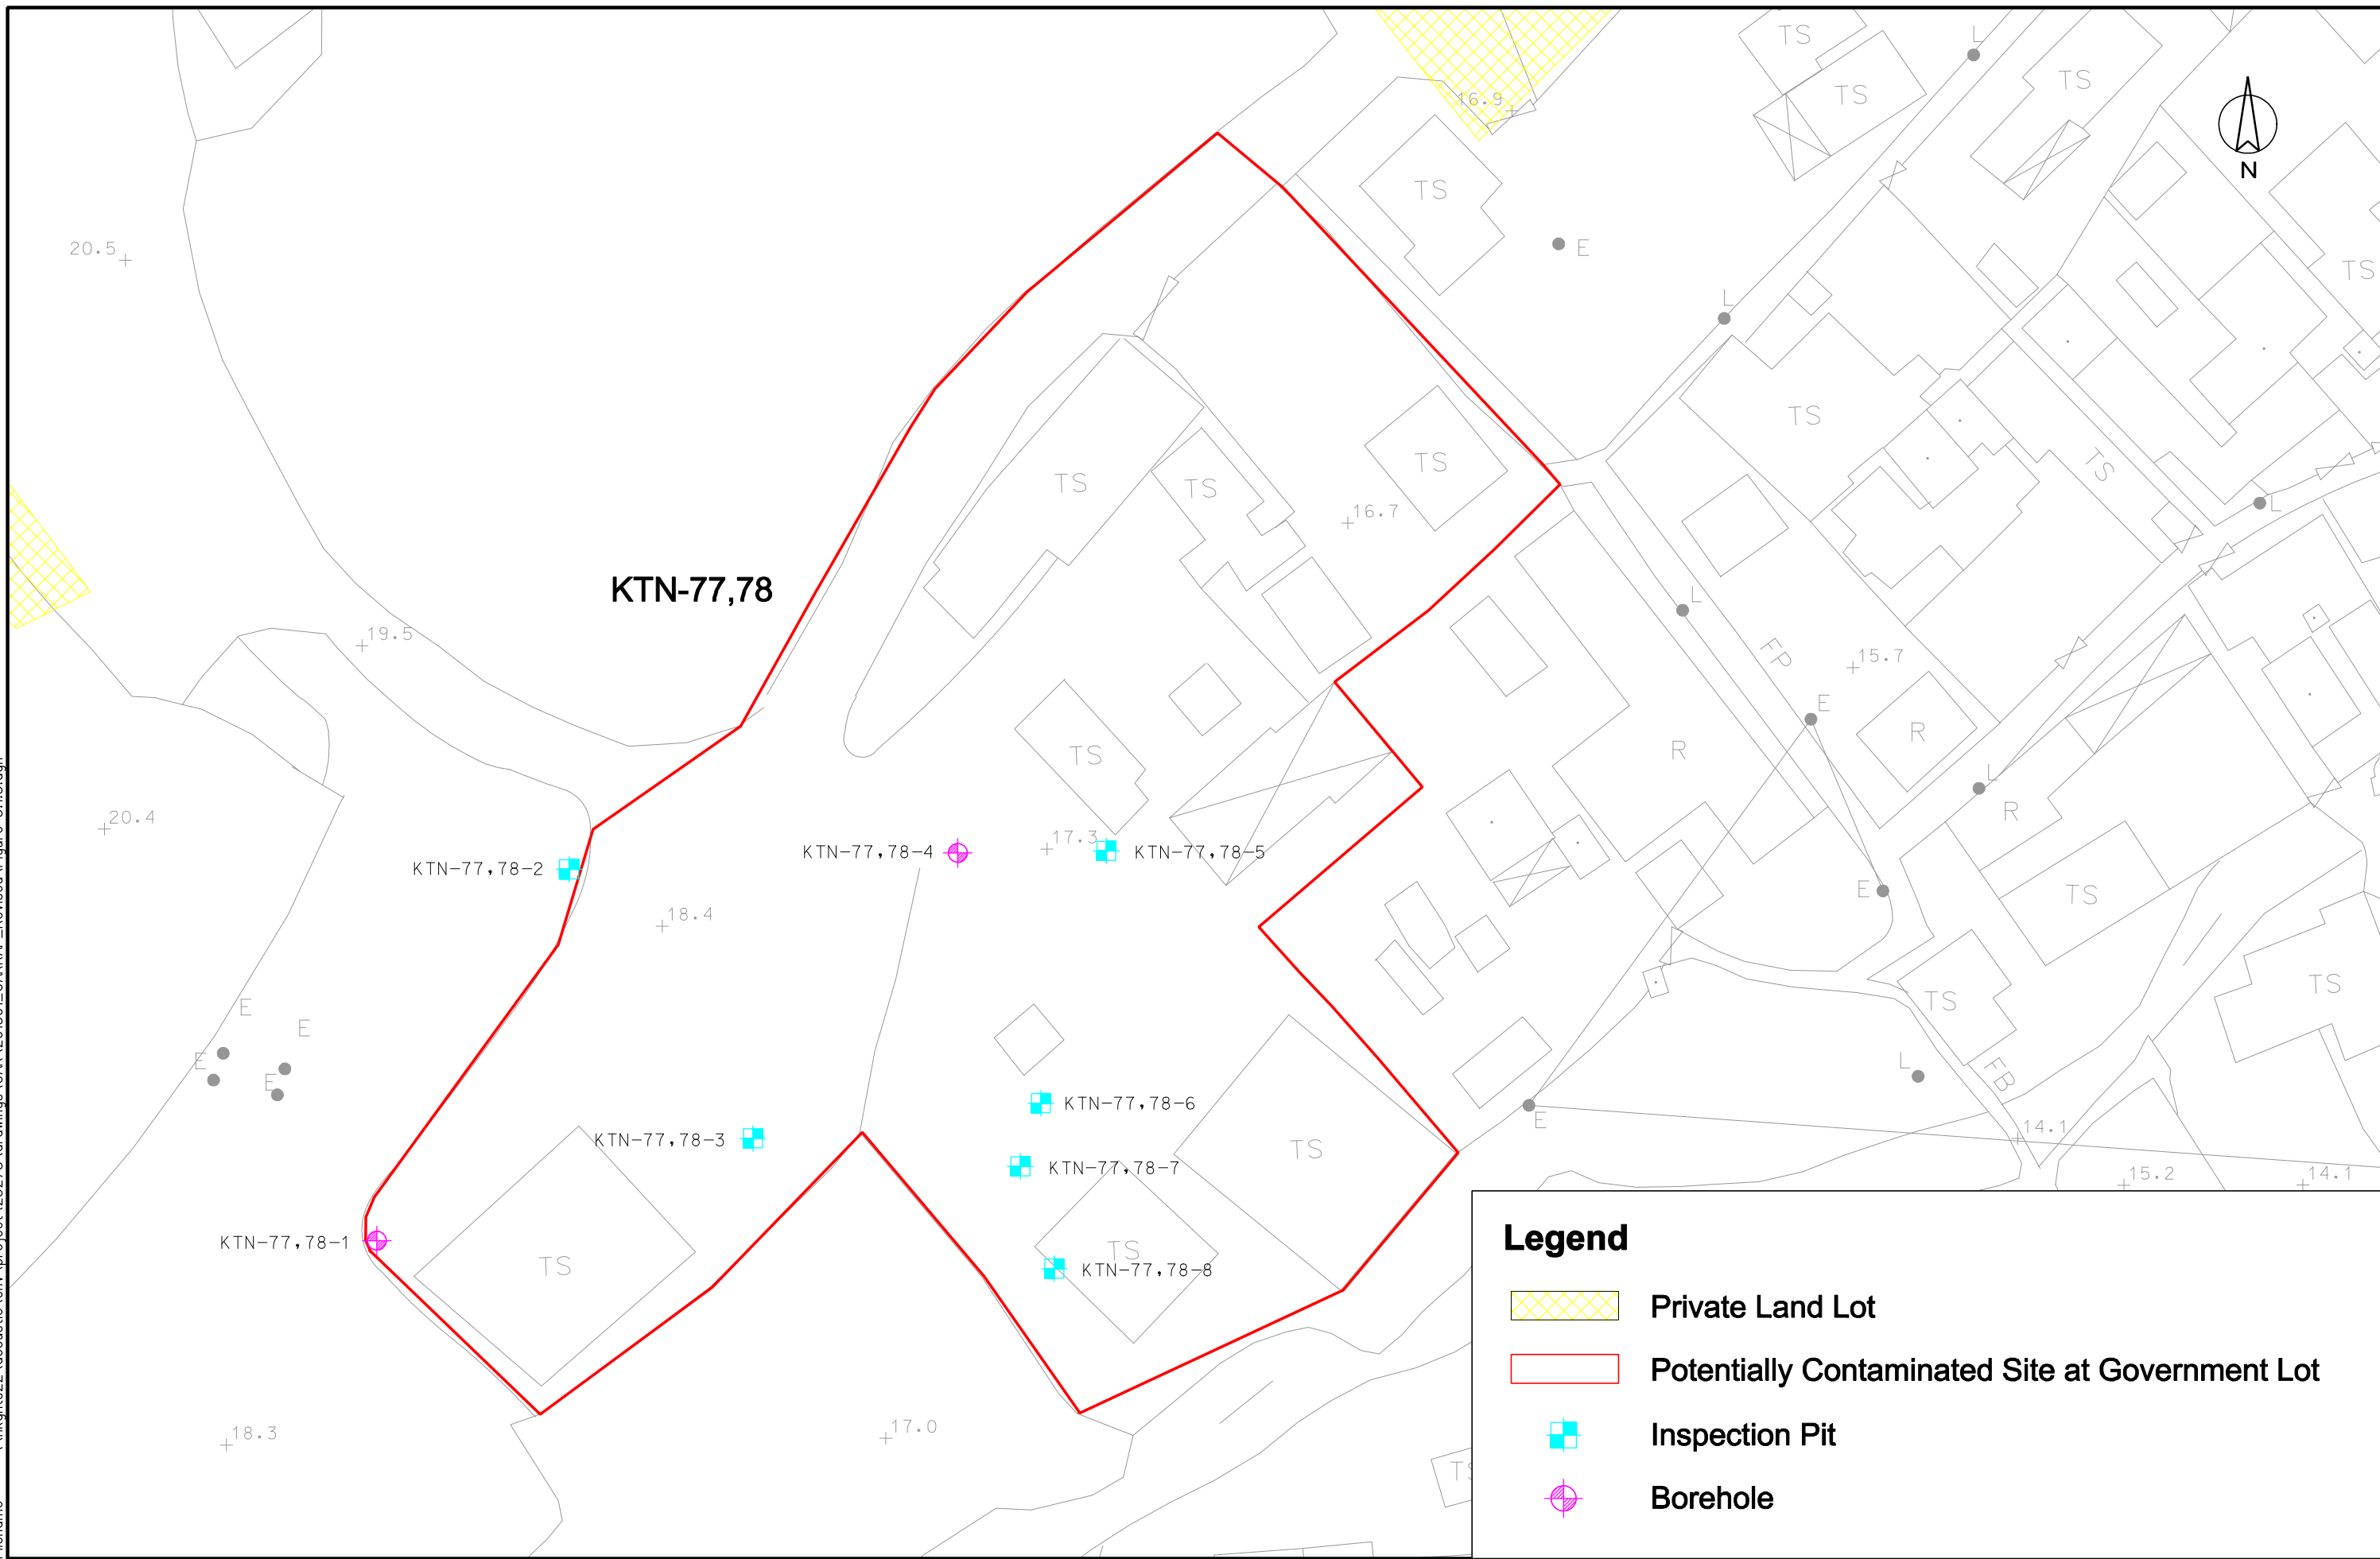 TS
L
TS
TS
16.9
N
TS
E
20.5
TS
L
TS
TS
TS
TS
TS
L
16.7
KTN-77,78
L
19.5
FP
15.7
E
R
R
TS
L
R
20.4
17.3
KTN-77,78-4
KTN-77,78-5
KTN-77,78-2
E
TS
18.4
TS
TS
E
E
E
E
L
FB
KTN-77,78-6
E
14.1
KTN-77,78-3
TS
KTN-77,78-7
15.2
14.1
KTN-77,78-1
TS
TS
KTN-77,78-8
Legend
Private Land Lot
Potentially Contaminated Site at Government Lot
18.3
17.0
Inspection Pit
Borehole